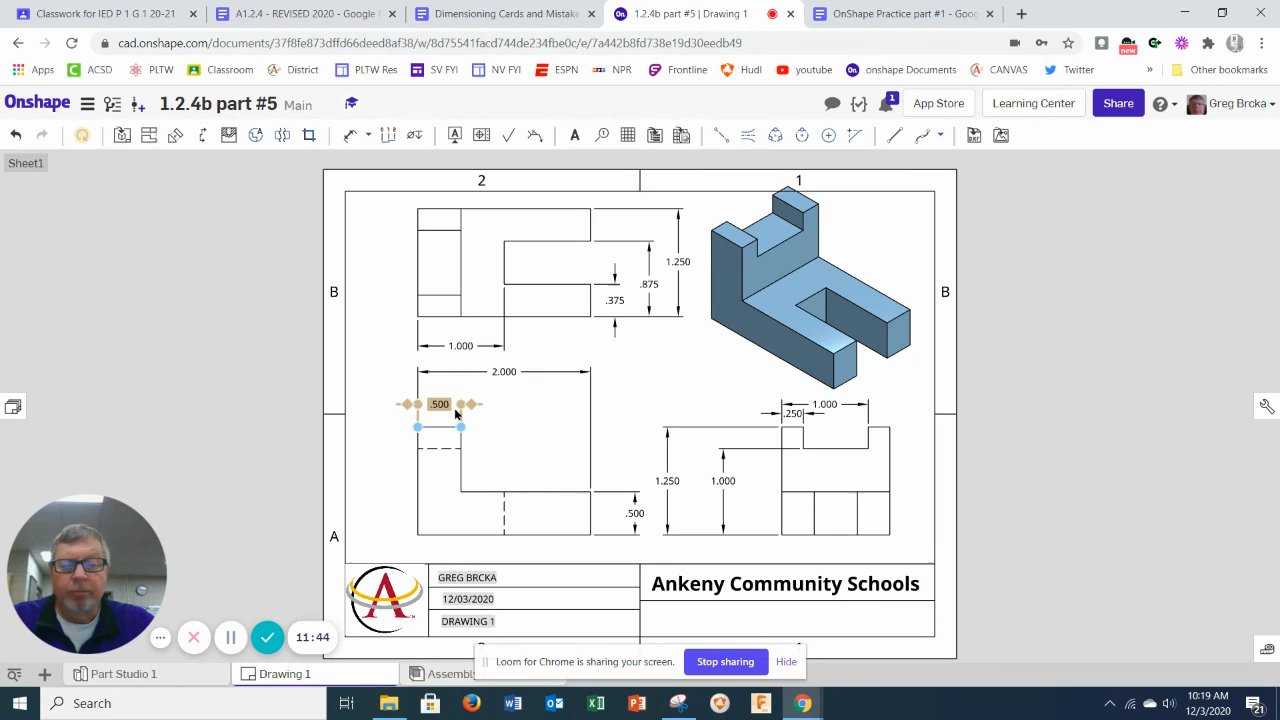 Classwork for IED D 1 G 1 20-21
A1.2.4 - REVISED 2020 - Google
Dimensioning Cards and Mistake
1.2.4b part #5 | Drawing 1
OnShape Practice part #1 - Goog
cad.onshape.com/documents/37f8fe873dffd66deed8af38/w/8d75541facd744de234fbe0c/e/7a442b8fd738e19d30eedb49
Apps
ACSD
PLTW
Classroom
District
PLTW Res
SV FYI
NV FYI
ESPN
NPR
Frontline
Hudl
youtube
onshape Documents
CANVAS
Twitter
Other bookmarks
Onshape
1.2.4b part #5
Main
1
App Store
Learning Center
Share
Greg Brcka
Sheet1
2
1
B
B
1.250
.875
.375
1.000
2.000
.500
1.000
.250
1.250
1.000
.500
A
GREG BRCKA
12/03/2020
DRAWING 1
Ankeny Community Schools
11:44
Loom for Chrome is sharing your screen.
Stop sharing
Hide
Part Studio 1
Drawing 1
Assembly
Search
10:19 AM
12/3/2020
21